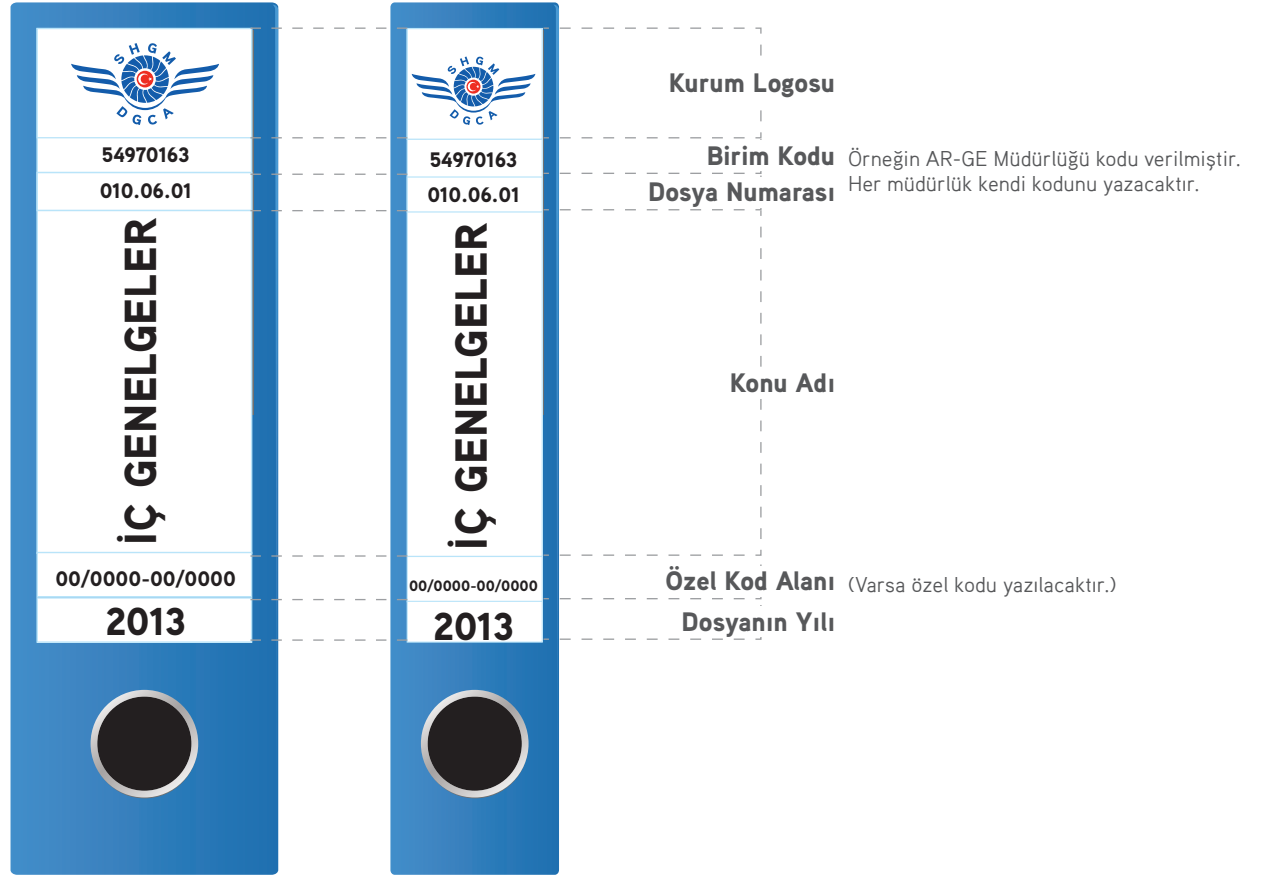 SHGM
DGCA
54970163
010.06.01
İÇ GENELGELER
00/0000-00/0000
2013
SHGM
DGCA
54970163
010.06.01
İÇ GENELGELER
00/0000-00/0000
2013
Kurum Logosu
Birim Kodu Örneğin AR-GE Müdürlüğü kodu verilmiştir.
Dosya Numarası Her müdürlük kendi kodunu yazacaktır.
Konu Adı
Özel Kod Alanı (Varsa özel kodu yazılacaktır.)
Dosyanın Yılı